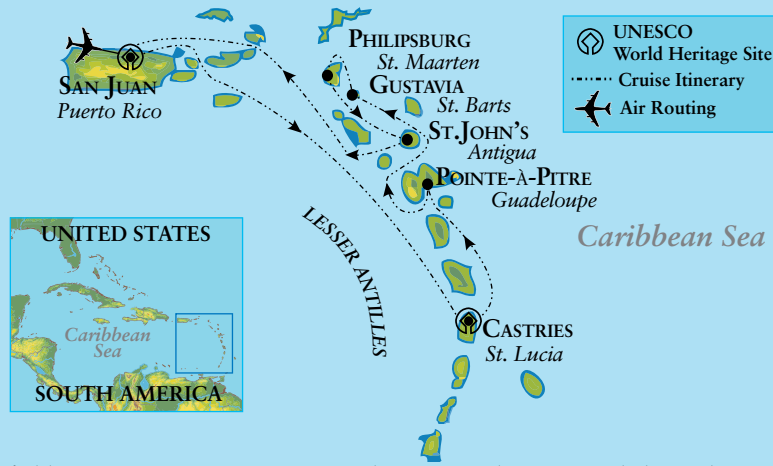 PHILIPSBURG
St. Maarten
GUSTAVIA
St. Barts
SAN JUAN
Puerto Rico
ST.JOHN'S
Antigua
POINTE-À-PITRE
Guadeloupe
UNESCO
World Heritage Site
Cruise Itinerary
Air Routing
LESSER ANTILLES
Caribbean Sea
CASTRIES
St. Lucia
UNITED STATES
Caribbean
Sea
SOUTH AMERICA